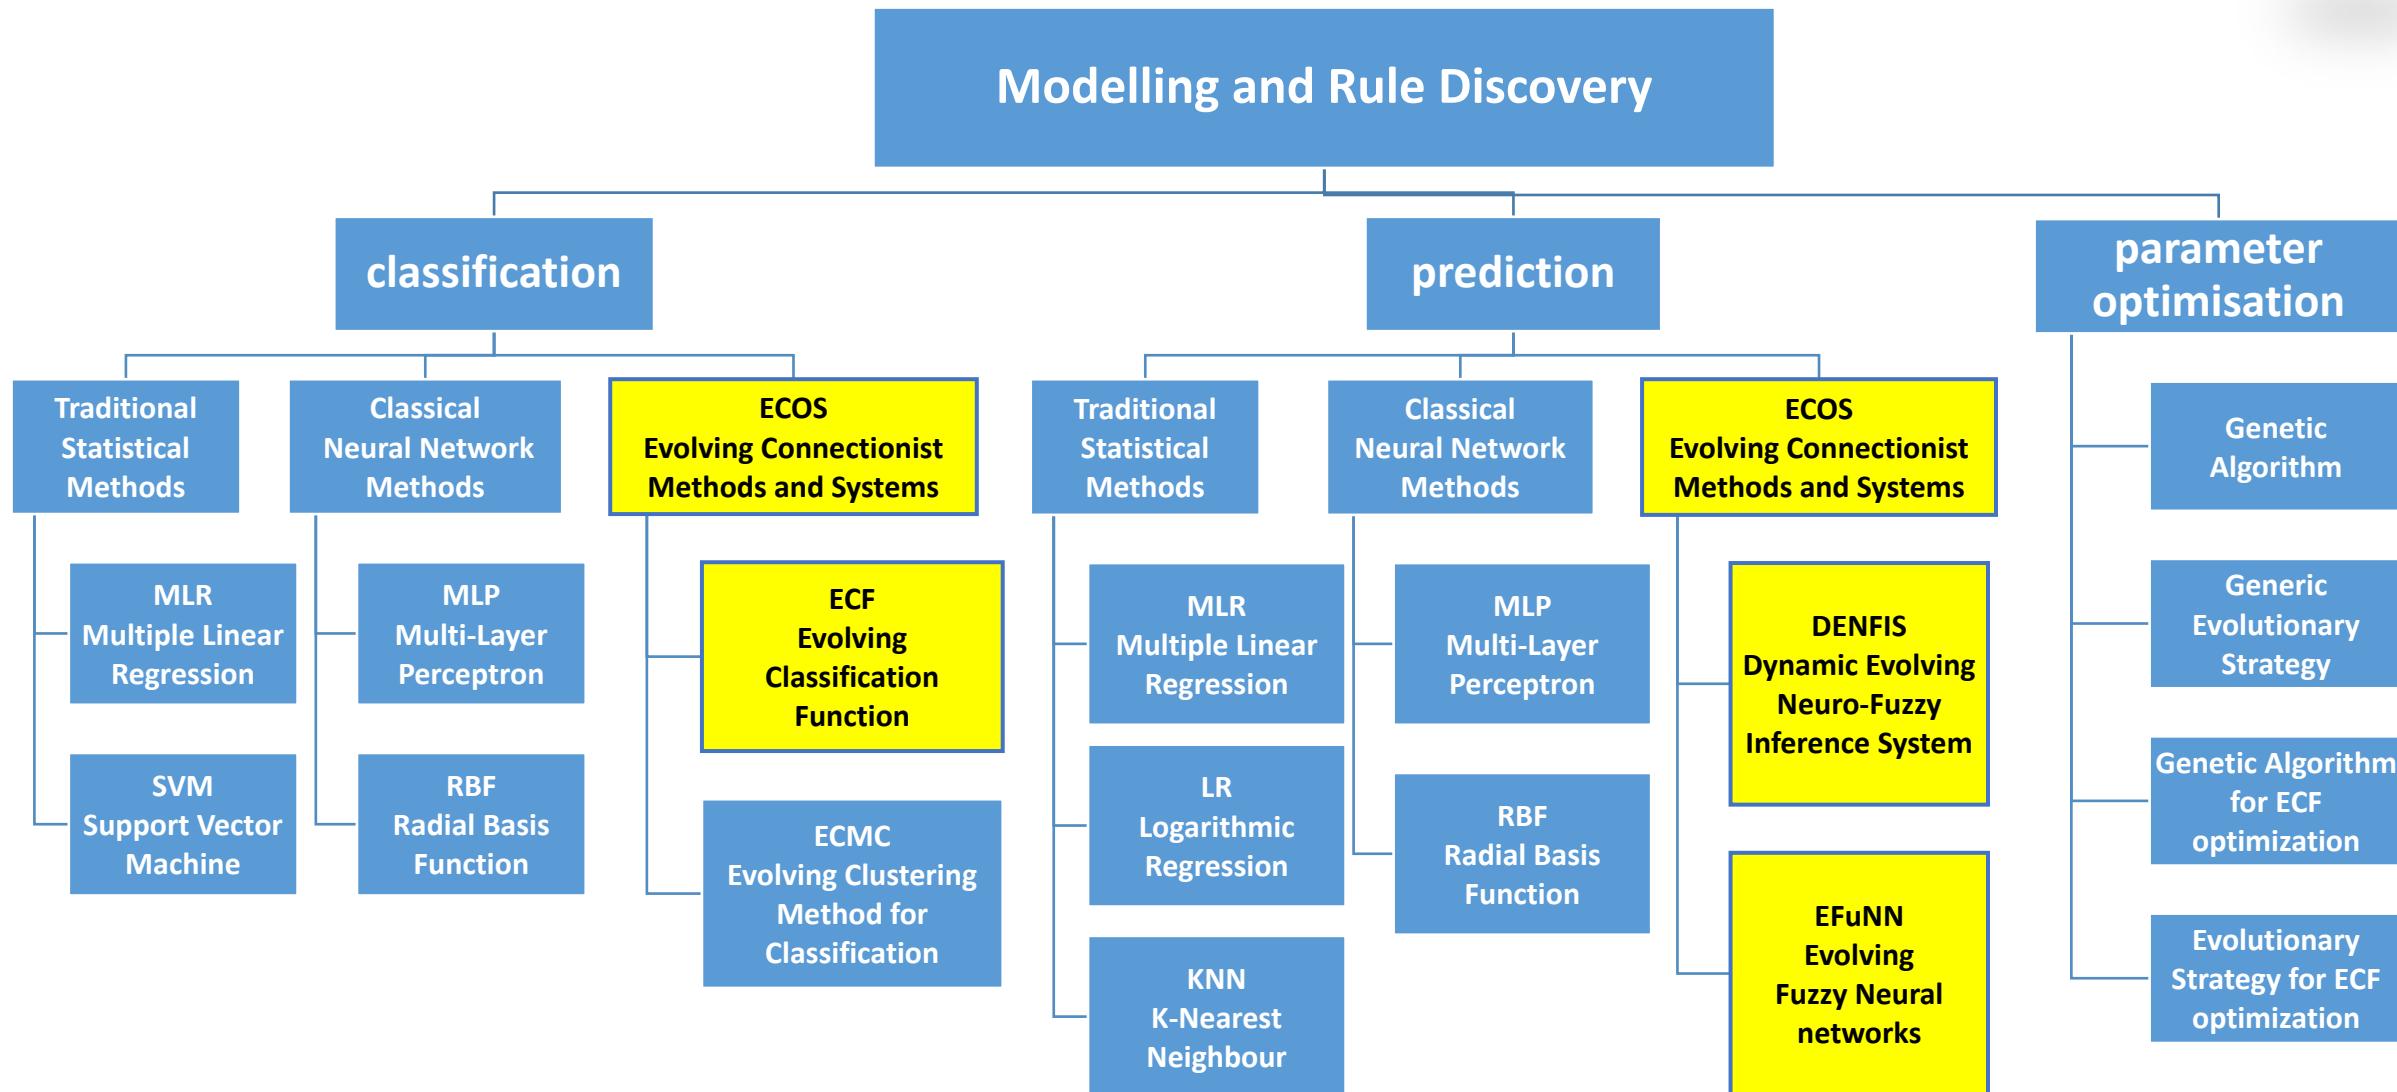 Modelling and Rule Discovery
classification
prediction
parameter
optimisation
Traditional
Statistical
Methods
Classical
Neural Network
Methods
ECOS
Evolving Connectionist
Methods and Systems
Traditional
Statistical
Methods
Classical
Neural Network
Methods
ECOS
Evolving Connectionist
Methods and Systems
MLR
Multiple Linear
Regression
SVM
Support Vector
Machine
MLP
Multi-Layer
Perceptron
RBF
Radial Basis
Function
ECF
Evolving
Classification
Function
ECMC
Evolving Clustering
Method for
Classification
MLR
Multiple Linear
Regression
LR
Logarithmic
Regression
KNN
K-Nearest
Neighbour
MLP
Multi-Layer
Perceptron
RBF
Radial Basis
Function
DENFIS
Dynamic Evolving
Neuro-Fuzzy
Inference System
EFuNN
Evolving
Fuzzy Neural
networks
Genetic
Algorithm
Generic
Evolutionary
Strategy
Genetic Algorithm
for ECF
optimization
Evolutionary
Strategy for ECF
optimization